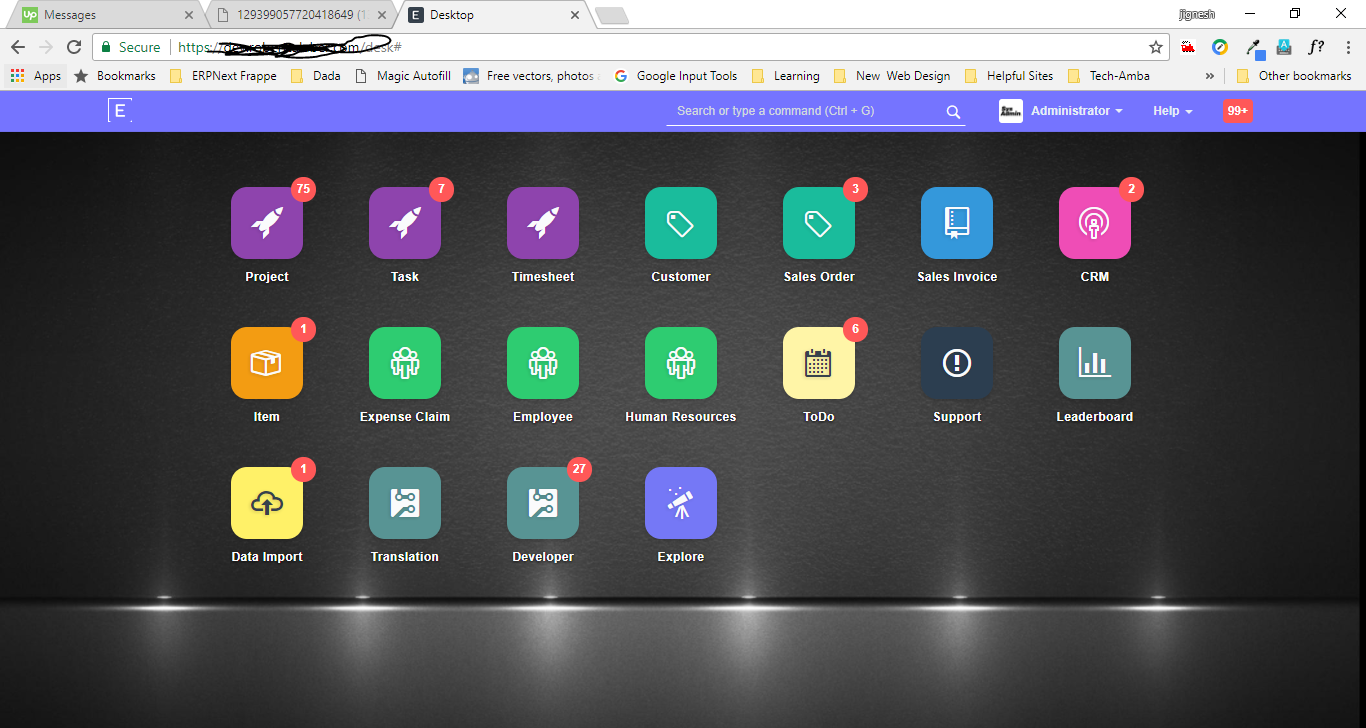 Up Messages
129399057720418649 (1
E Desktop
jignesh
Secure https:// /desk#
f?
Apps Bookmarks ERPNext Frappe Dada Magic Autofill Free vectors, photos Google Input Tools Learning New Web Design Helpful Sites Tech-Amba » Other bookmarks
E Search or type a command (Ctrl + G) Administrator Help 99+
75 7 3 2
Project Task Timesheet Customer Sales Order Sales Invoice CRM
1 6
Item Expense Claim Employee Human Resources ToDo Support Leaderboard
1 27
Data Import Translation Developer Explore